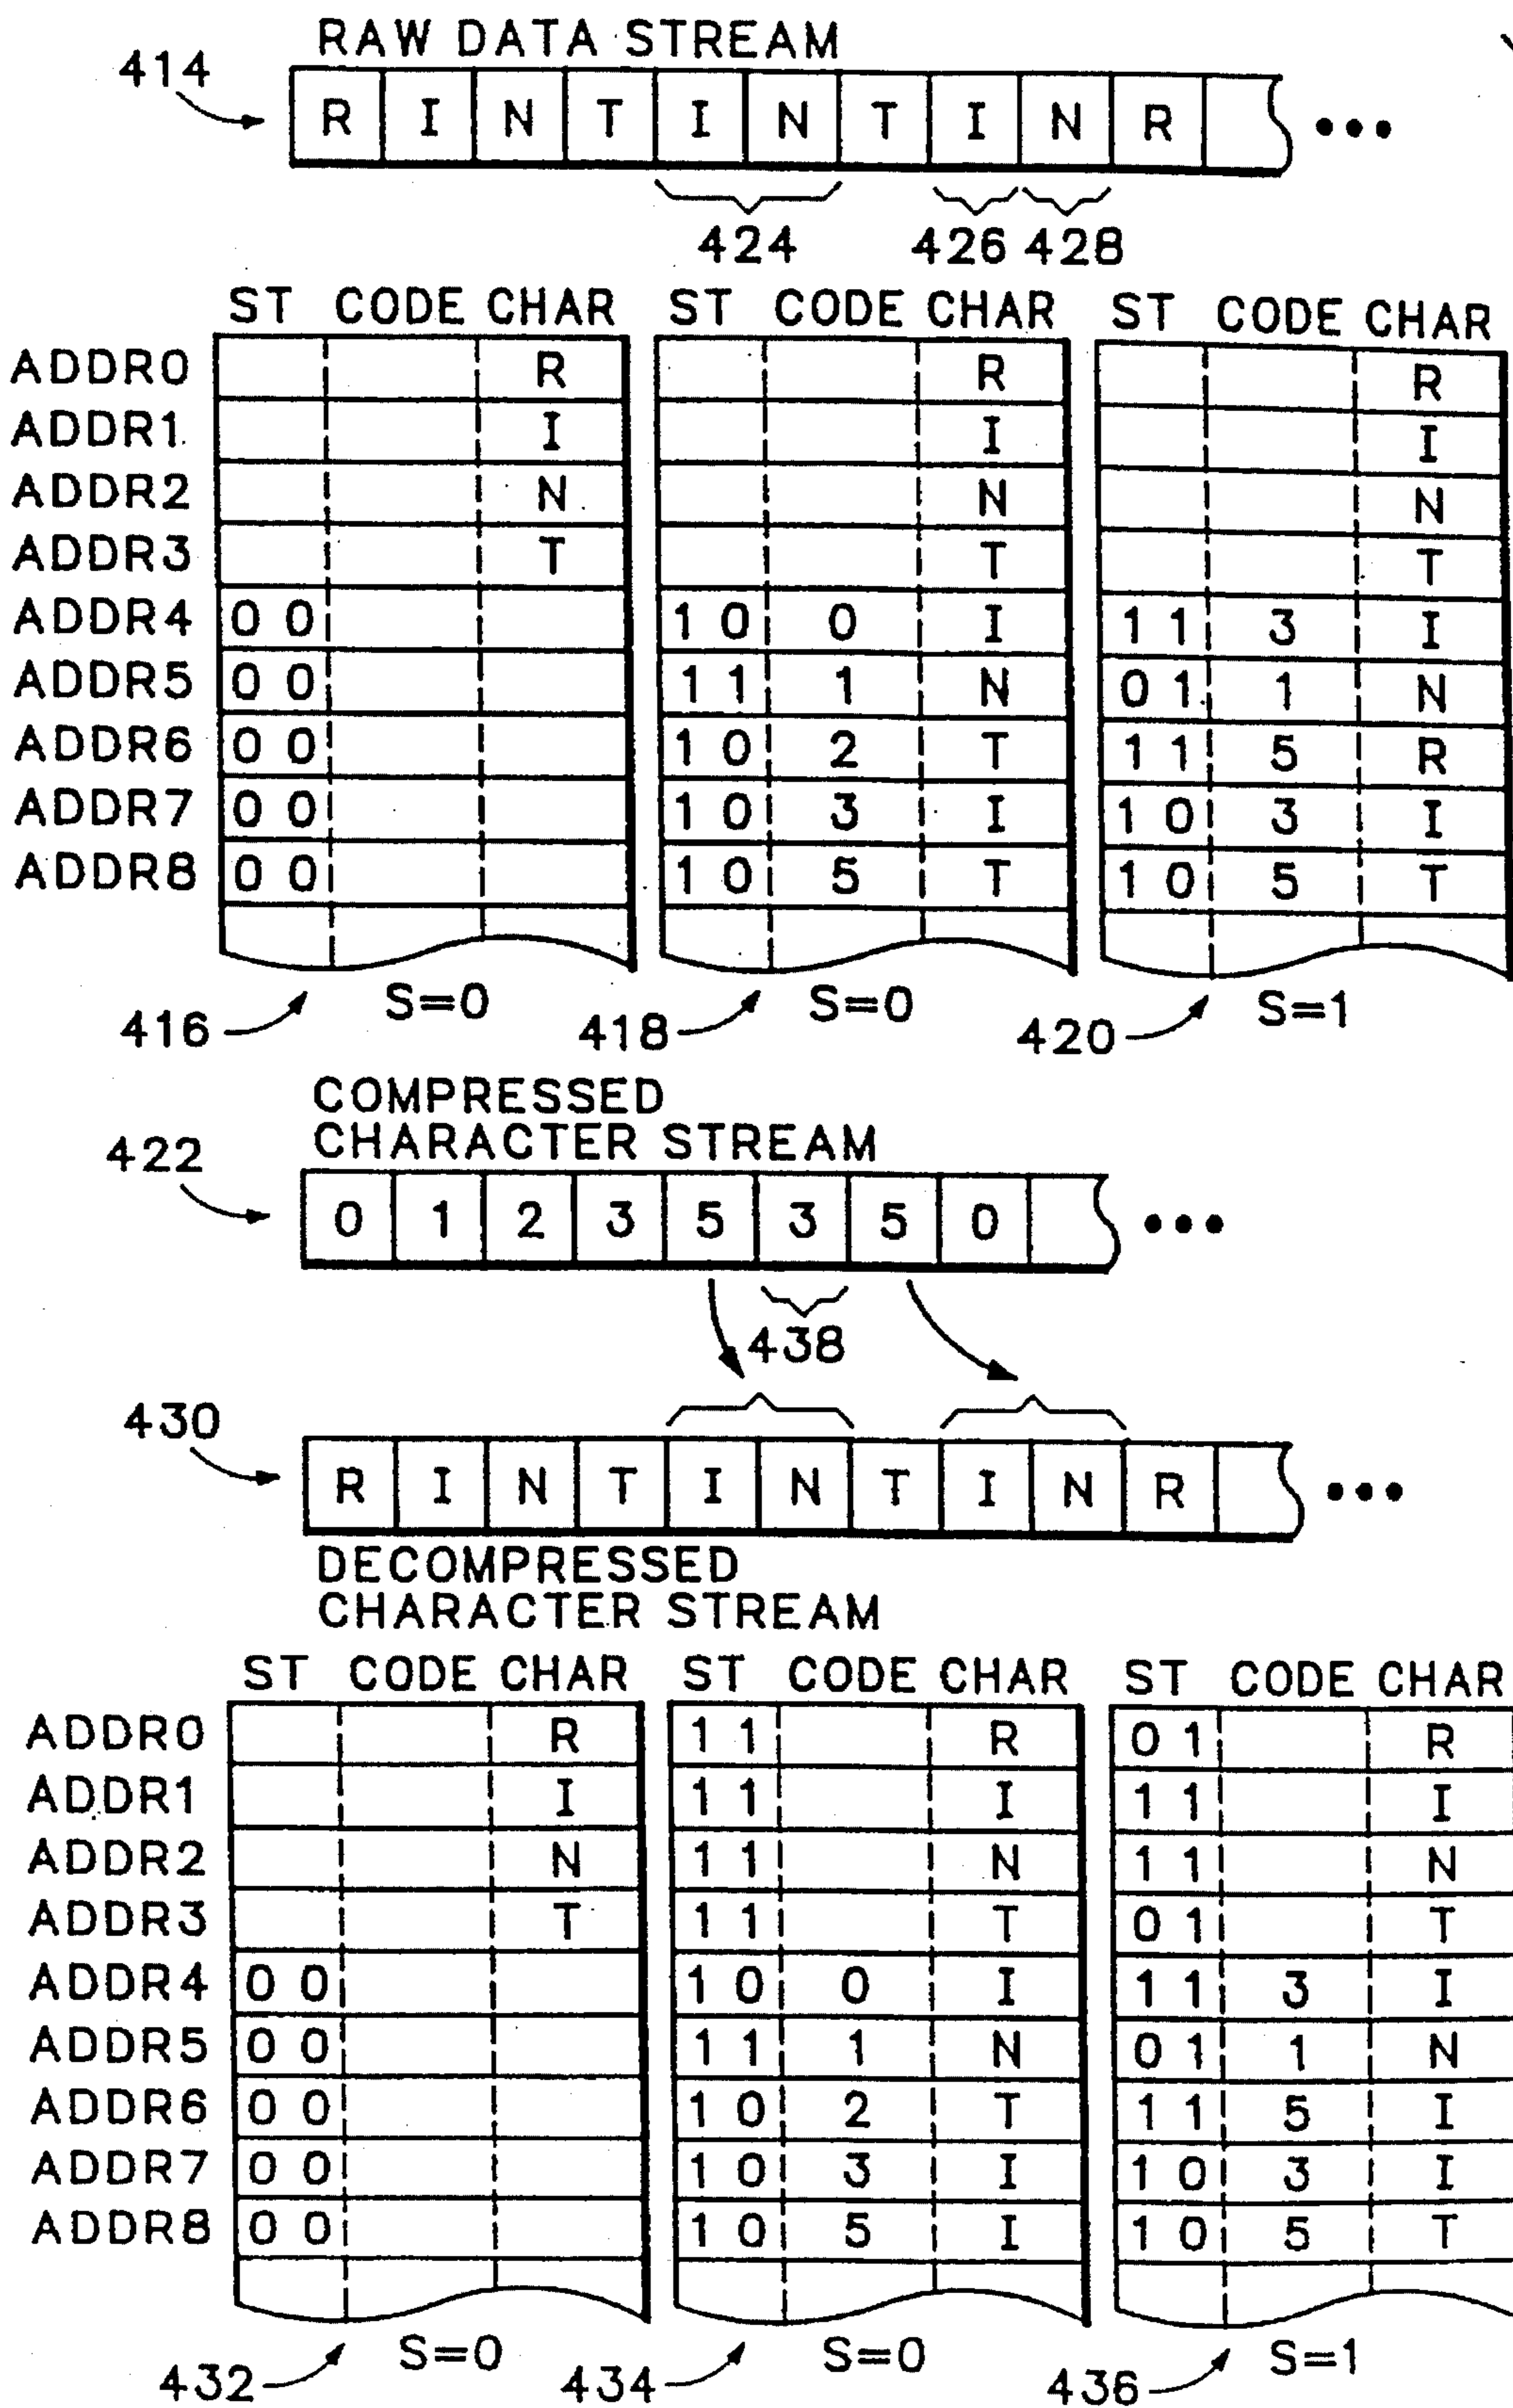 RAW DATA STREAM
414
R I N T I N T I N R •••
424 426 428
ST CODE CHAR ST CODE CHAR ST CODE CHAR
ADDR0 R R R
ADDR1 I I I
ADDR2 N N N
ADDR3 T T T
ADDR4 0 0 1 0 0 I 1 1 3 I
ADDR5 0 0 1 1 1 N 0 1 1 N
ADDR6 0 0 1 0 2 T 1 1 5 R
ADDR7 0 0 1 0 3 I 1 0 3 I
ADDR8 0 0 1 0 5 T 1 0 5 T
416 S=0 418 S=0 420 S=1
COMPRESSED
CHARACTER STREAM
422
0 1 2 3 5 3 5 0 •••
438
430
R I N T I N T I N R •••
DECOMPRESSED
CHARACTER STREAM
ST CODE CHAR ST CODE CHAR ST CODE CHAR
ADDR0 R 1 1 R 0 1 R
ADDR1 I 1 1 I 1 1 I
ADDR2 N 1 1 N 1 1 N
ADDR3 T 1 1 T 0 1 T
ADDR4 0 0 1 0 0 I 1 1 3 I
ADDR5 0 0 1 1 1 N 0 1 1 N
ADDR6 0 0 1 0 2 T 1 1 5 I
ADDR7 0 0 1 0 3 I 1 0 3 I
ADDR8 0 0 1 0 5 I 1 0 5 T
432 S=0 434 S=0 436 S=1